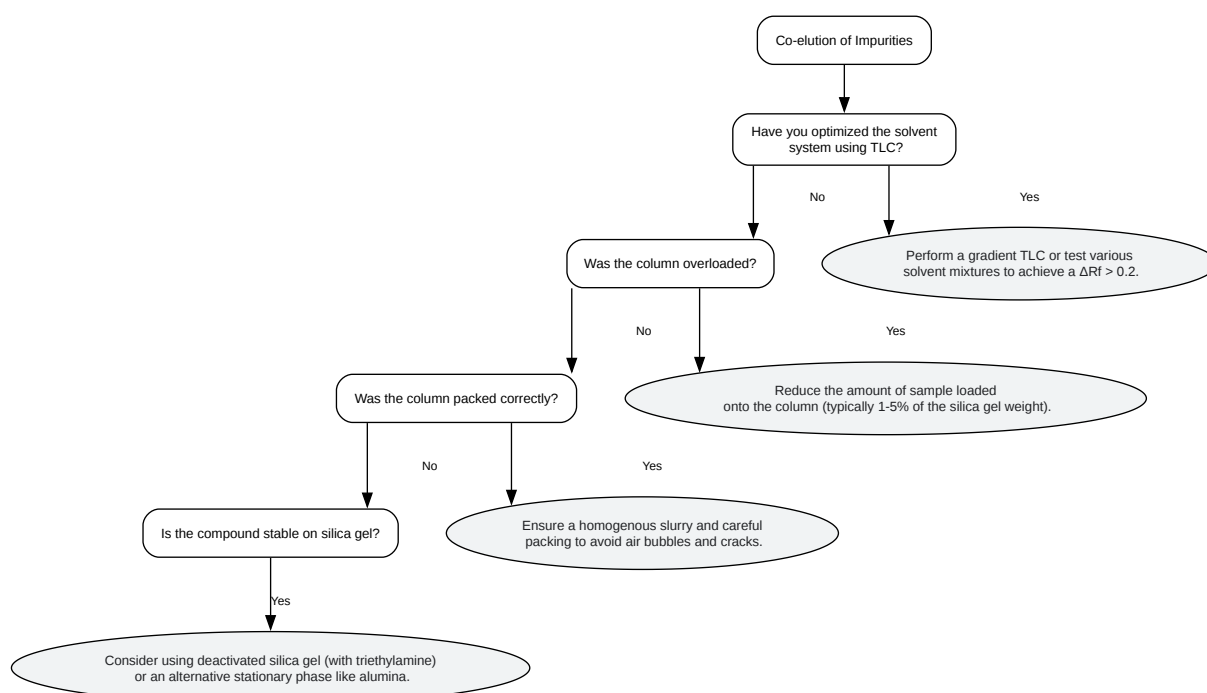 Co-elution of Impurities
Have you optimized the solvent
system using TLC?
No
Yes
Was the column overloaded?
Perform a gradient TLC or test various
solvent mixtures to achieve a ΔRf > 0.2.
No
Yes
Was the column packed correctly?
Reduce the amount of sample loaded
onto the column (typically 1-5% of the silica gel weight).
No
Yes
Is the compound stable on silica gel?
Ensure a homogenous slurry and careful
packing to avoid air bubbles and cracks.
Yes
Consider using deactivated silica gel (with triethylamine)
or an alternative stationary phase like alumina.